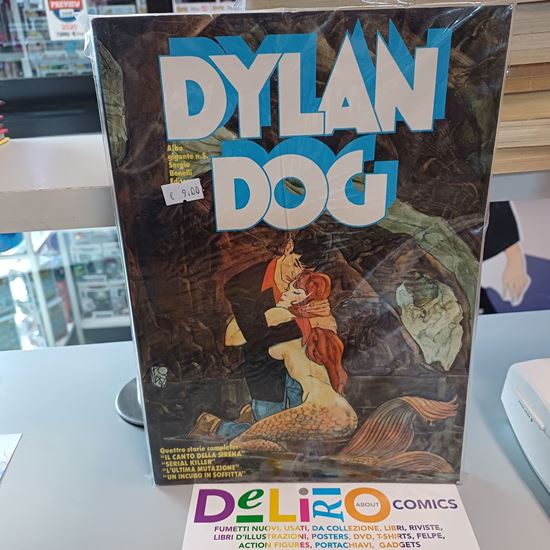 DYLAN
DOG
Albo
gigante n.5.
Sergio
Bonelli
€ 9,00
Quattro storie complete:
"IL CANTO DELLA SIRENA"
"SERIAL KILLER"
"L'ULTIMA MUTAZIONE"
"UN INCUBO IN SOFFITTA"
DeLiRiO ABOUT COMICS
FUMETTI NUOVI, USATI, DA COLLEZIONE, LIBRI, RIVISTE,
LIBRI D'ILLUSTRAZIONI, POSTERS, DVD, T-SHIRTS, FELPE,
ACTION FIGURES, PORTACHIAVI, GADGETS
PREVIEW